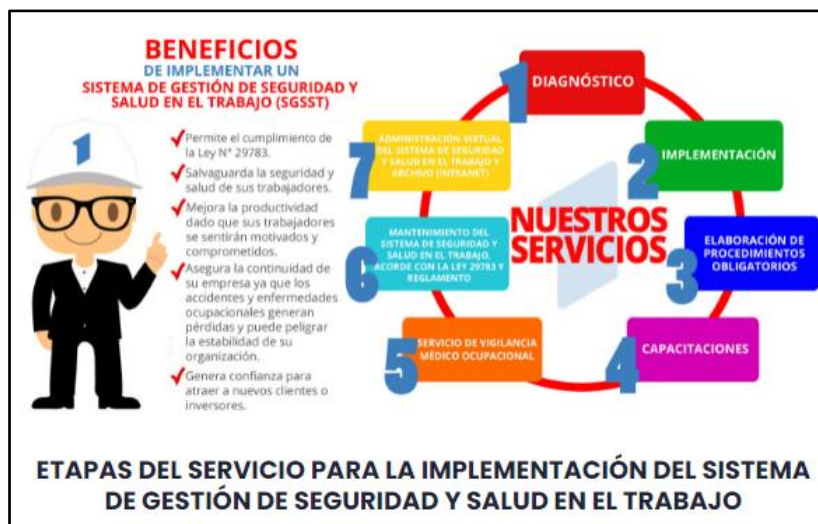 BENEFICIOS
DE IMPLEMENTAR UN
SISTEMA DE GESTIÓN DE SEGURIDAD Y
SALUD EN EL TRABAJO (SGSST)
Permite el cumplimiento de
la Ley N° 29783.
Salvaguarda la seguridad y
salud de sus trabajadores.
Mejora la productividad
dado que sus trabajadores
se sentirán motivados y
comprometidos.
Asegura la continuidad de
su empresa ya que los
accidentes y enfermedades
ocupacionales generan
pérdidas y puede peligrar
la estabilidad de su
organización.
Genera confianza para
atraer a nuevos clientes o
inversores.
NUESTROS
SERVICIOS
1
DIAGNÓSTICO
2
IMPLEMENTACIÓN
3
ELABORACIÓN DE
PROCEDIMIENTOS
OBLIGATORIOS
4
CAPACITACIONES
5
SERVICIO DE VIGILANCIA
MÉDICO OCUPACIONAL
6
MANTENIMIENTO DEL
SISTEMA DE SEGURIDAD Y
SALUD EN EL TRABAJO,
ACORDE CON LA LEY 29783 Y
REGLAMENTO
7
ADMINISTRACION VIRTUAL
DEL SISTEMA DE SEGURIDAD
Y SALUD EN EL TRABAJO Y
ARCHIVO (INTRANET)
ETAPAS DEL SERVICIO PARA LA IMPLEMENTACIÓN DEL SISTEMA
DE GESTIÓN DE SEGURIDAD Y SALUD EN EL TRABAJO